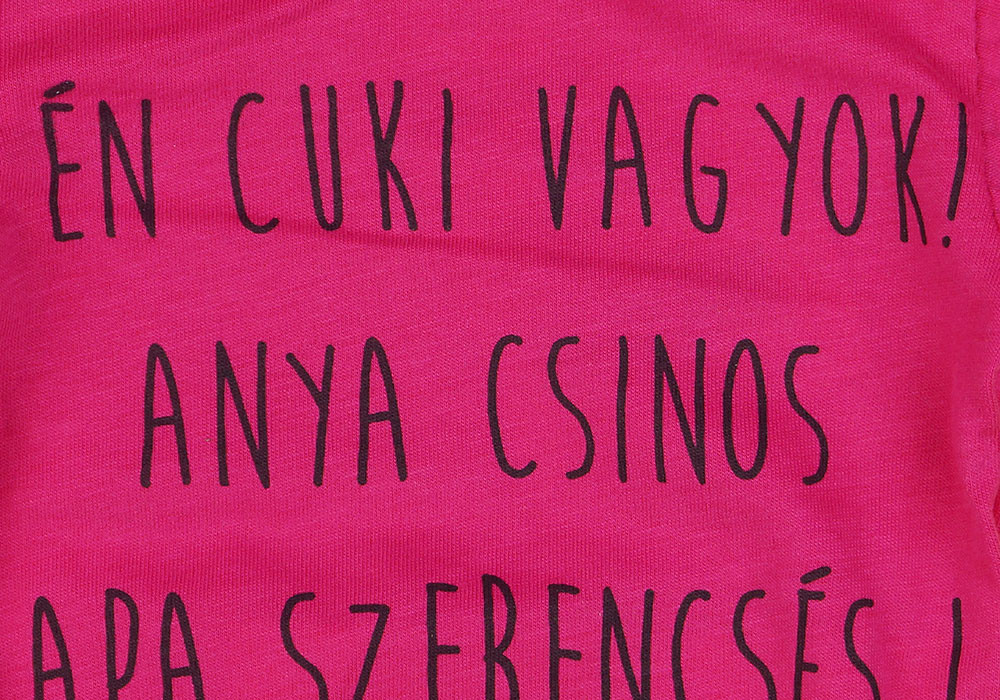 ÉN CUKI VAGYOK!
ANYA CSINOS
APA SZERENCSÉS!